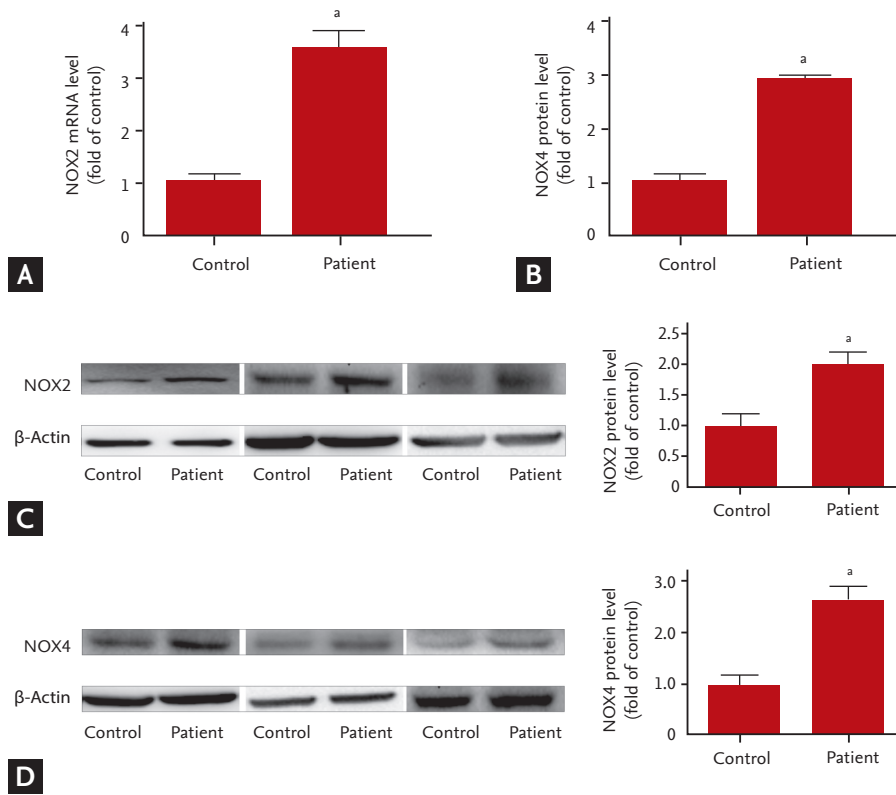 NOX2 mRNA level
(fold of control)
4
3
2
1
0
a
Control Patient
A
NOX4 protein level
(fold of control)
4
3
2
1
0
a
Control Patient
B
NOX2
β-Actin
Control Patient Control Patient Control Patient
C
NOX2 protein level
(fold of control)
2.5
2.0
1.5
1.0
0.5
0
a
Control Patient
NOX4
β-Actin
Control Patient Control Patient Control Patient
D
NOX4 protein level
(fold of control)
3.0
2.0
1.0
0
a
Control Patient